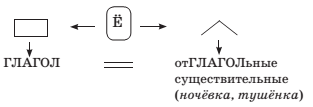 Ё
ГЛАГОЛ
отГЛАГОЛьные
существительные
(ночёвка, тушёнка)